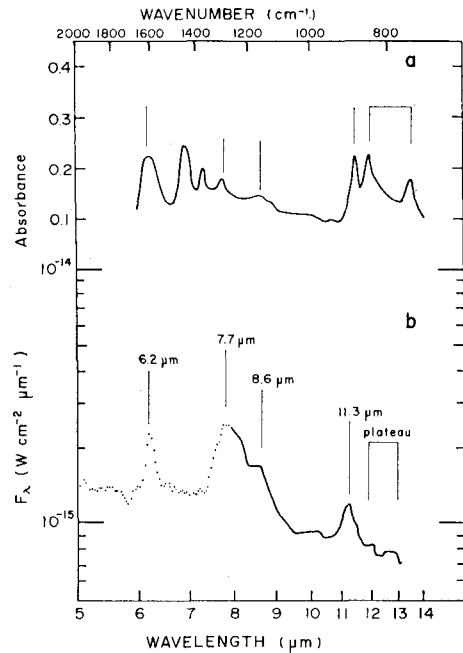 WAVENUMBER (cm⁻¹)
2000 1800 1600 1400 1200 1000 800 700
a
0.4
0.3
0.2
0.1
Absorbance
10⁻¹⁴
b
6.2 μm
7.7 μm
8.6 μm
11.3 μm
plateau
F_λ (W cm⁻² μm⁻¹)
10⁻¹⁵
5 6 7 8 9 10 11 12 13 14
WAVELENGTH (μm)